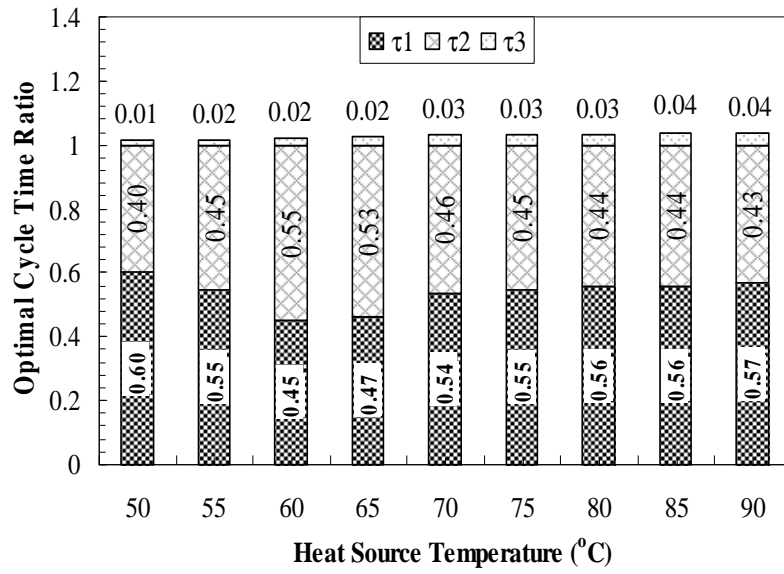 1.4
τ1 τ2 τ3
1.2
0.01 0.02 0.02 0.02 0.03 0.03 0.03 0.04 0.04
1
0.40 0.45 0.55 0.53 0.46 0.45 0.44 0.44 0.43
0.8
0.6
0.4
0.60 0.55 0.45 0.47 0.54 0.55 0.56 0.56 0.57
0.2
0
Optimal Cycle Time Ratio
50 55 60 65 70 75 80 85 90
Heat Source Temperature (°C)